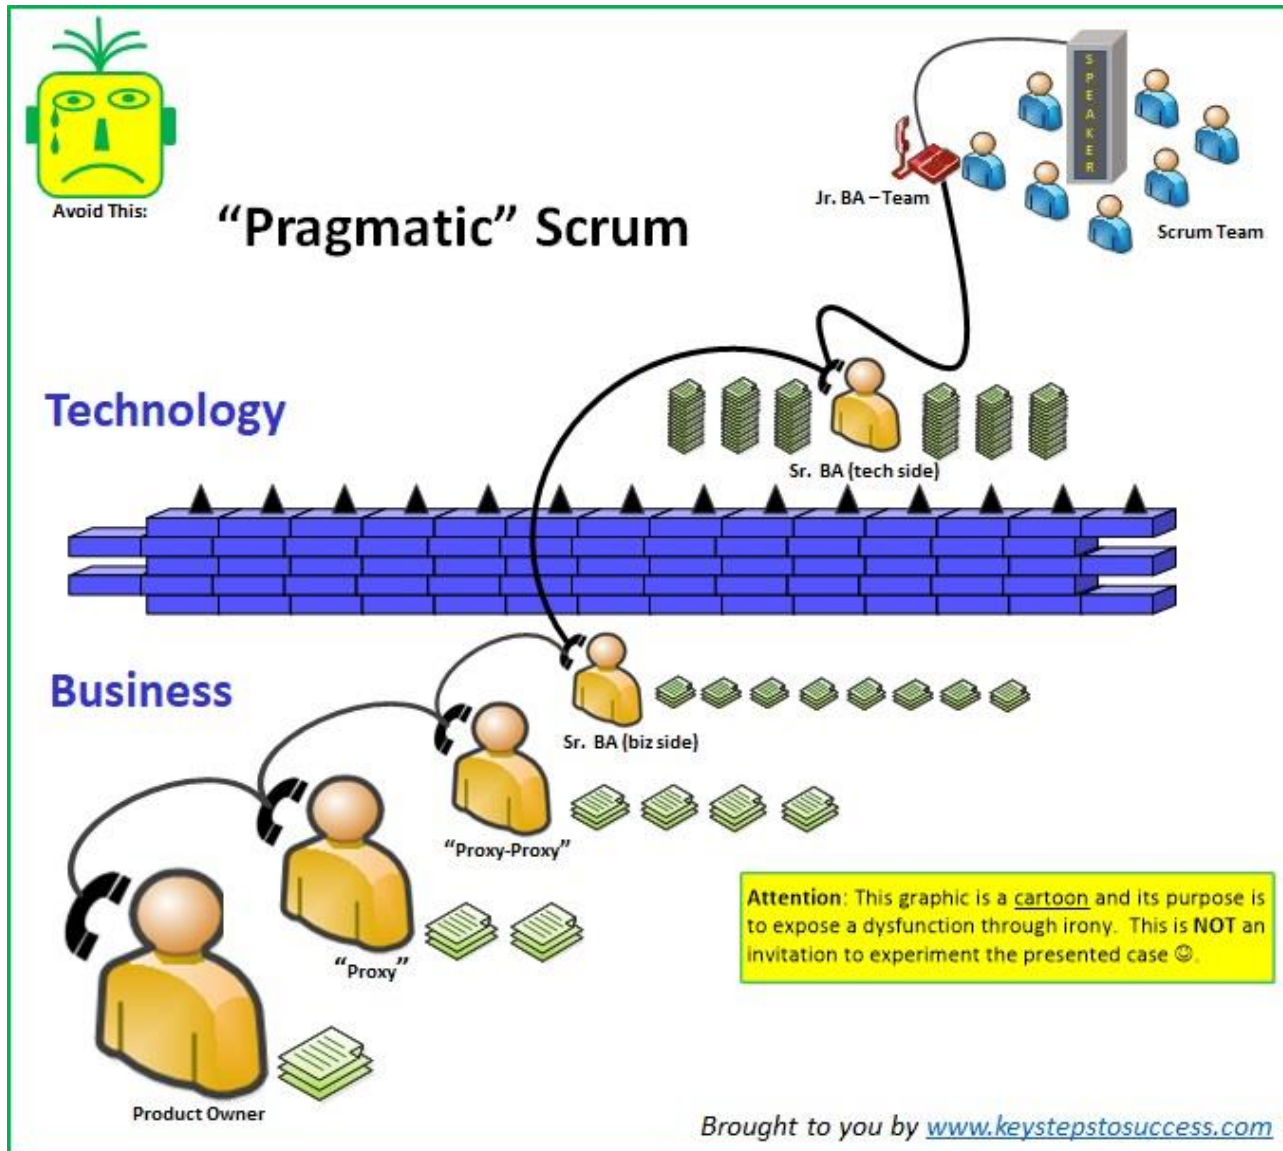 Avoid This:
“Pragmatic” Scrum
SPEAKER
Jr. BA – Team
Scrum Team
Technology
Sr. BA (tech side)
Business
Sr. BA (biz side)
“Proxy-Proxy”
“Proxy”
Product Owner
Attention: This graphic is a cartoon and its purpose is
to expose a dysfunction through irony. This is NOT an
invitation to experiment the presented case ☺.
Brought to you by www.keystepstosuccess.com